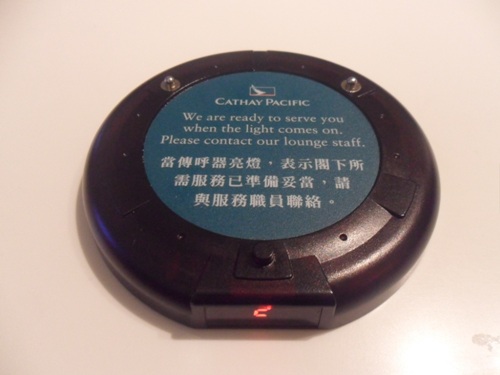 CATHAY PACIFIC
We are ready to serve you
when the light comes on.
Please contact our lounge staff.
當傳呼器亮燈，表示閣下所
需服務已準備妥當，請
與服務職員聯絡。